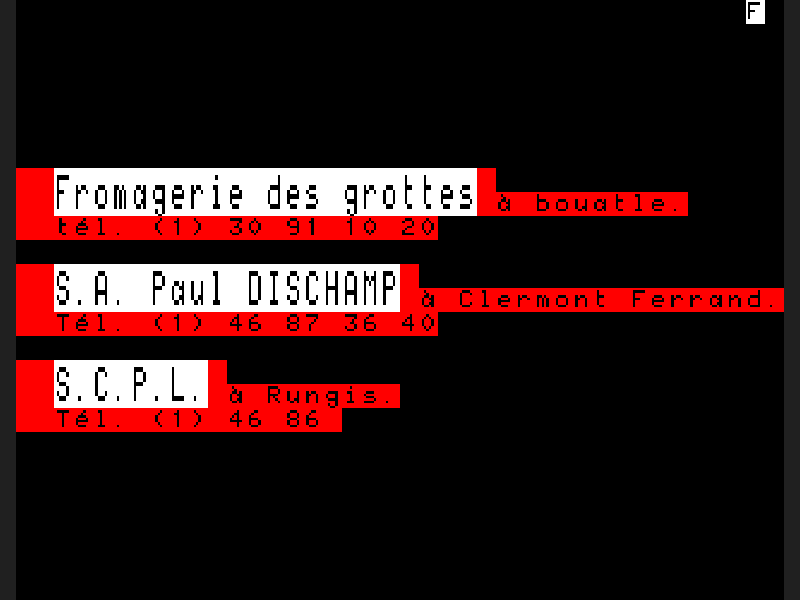 F
Fromagerie des grottes à bouatle.
tél. (1) 30 91 10 20
S.A. Paul DISCHAMP à Clermont Ferrand.
Tél. (1) 46 87 36 40
S.C.P.L. à Rungis.
Tél. (1) 46 86